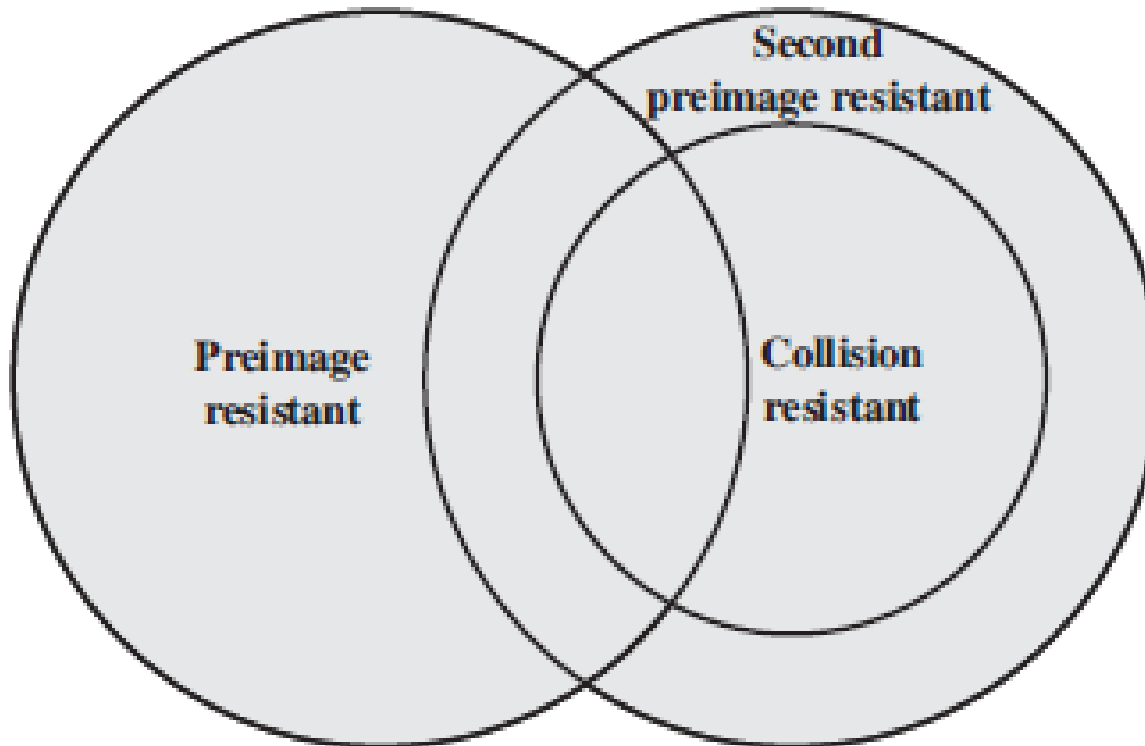 Second
preimage resistant
Preimage
resistant
Collision
resistant